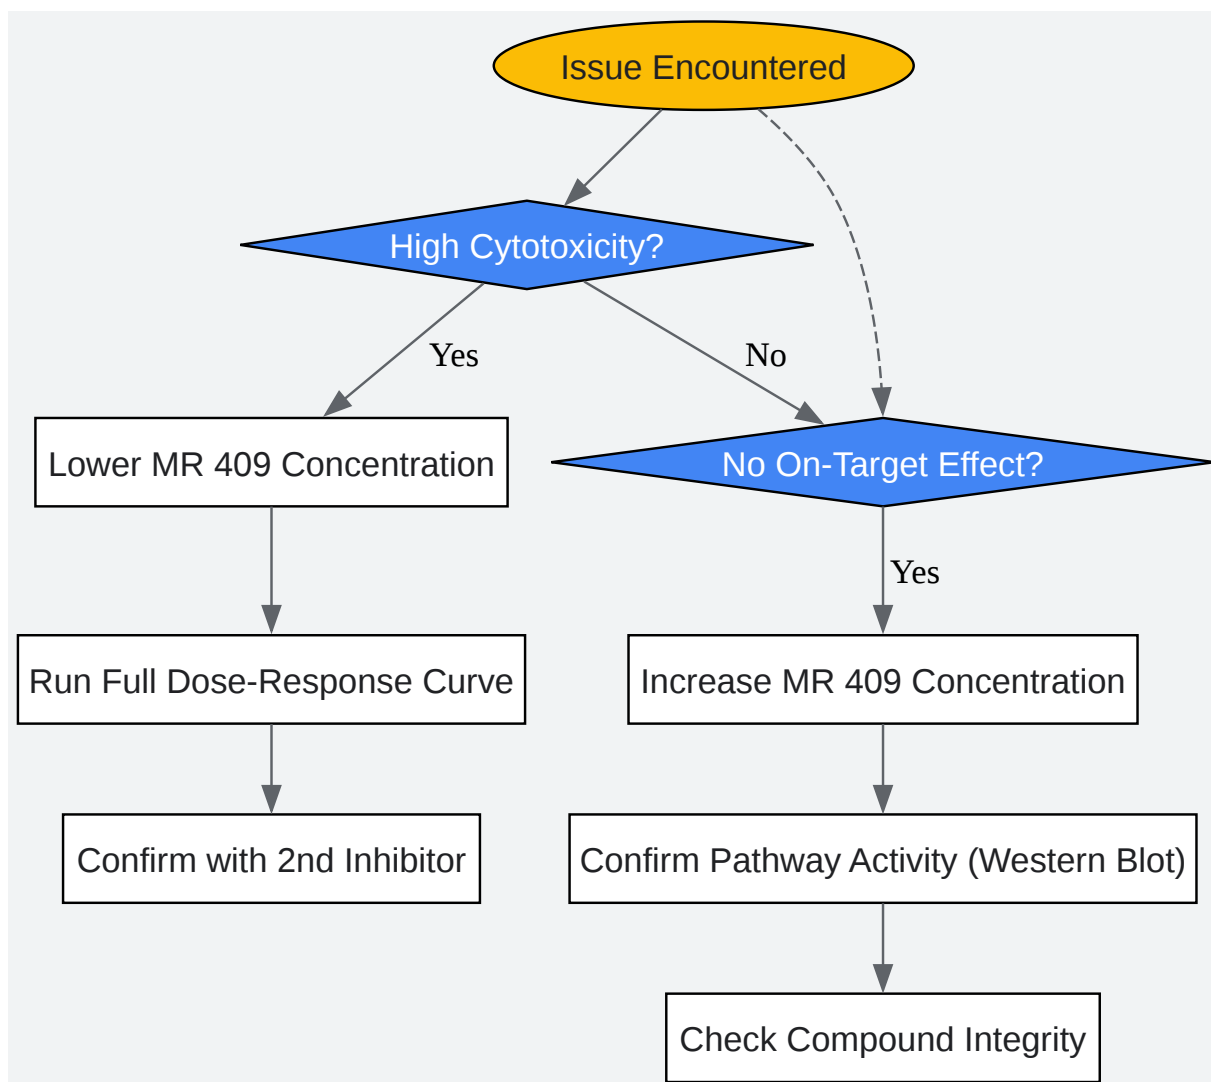 Issue Encountered
High Cytotoxicity?
Yes
No
Lower MR 409 Concentration
No On-Target Effect?
Yes
Run Full Dose-Response Curve
Increase MR 409 Concentration
Confirm with 2nd Inhibitor
Confirm Pathway Activity (Western Blot)
Check Compound Integrity